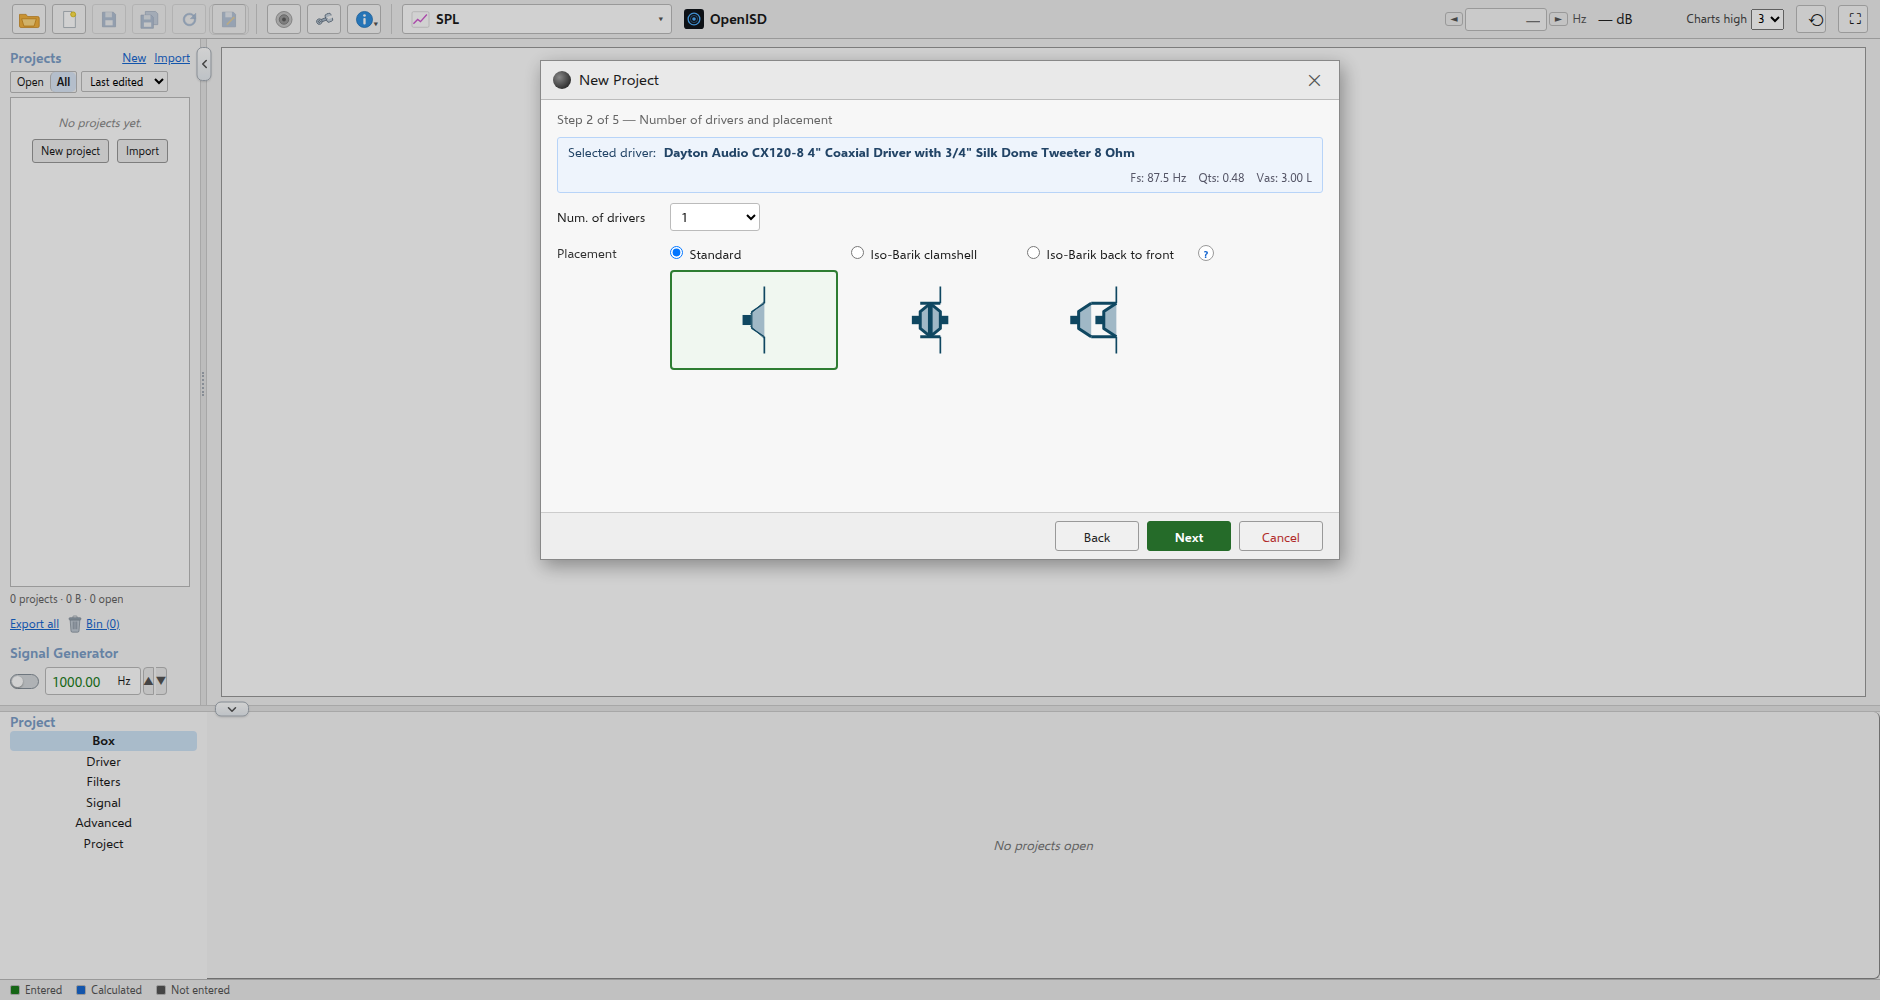 SPL
OpenISD
—
Hz
— dB
Charts high
3
Projects
New
Import
Open
All
Last edited
No projects yet.
New project
Import
0 projects · 0 B · 0 open
Export all
Bin (0)
Signal Generator
1000.00
Hz
New Project
Step 2 of 5 — Number of drivers and placement
Selected driver: Dayton Audio CX120-8 4" Coaxial Driver with 3/4" Silk Dome Tweeter 8 Ohm
Fs: 87.5 Hz Qts: 0.48 Vas: 3.00 L
Num. of drivers
1
Placement
Standard
Iso-Barik clamshell
Iso-Barik back to front
?
Back
Next
Cancel
Project
Box
Driver
Filters
Signal
Advanced
Project
No projects open
Entered
Calculated
Not entered